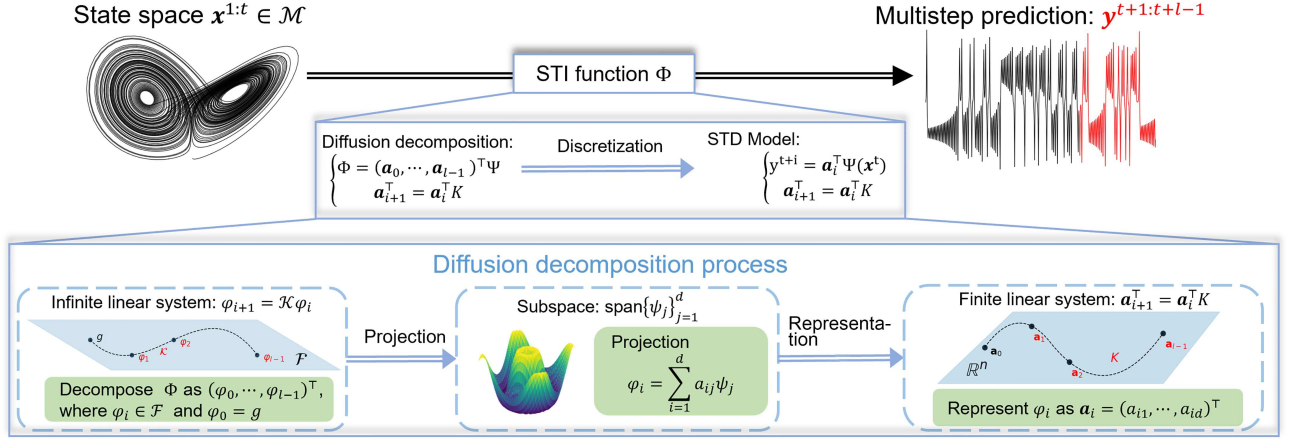 State space 𝒙^{1:t} ∈ ℳ
Multistep prediction: 𝒚^{t+1:t+l−1}
STI function Φ
Diffusion decomposition:
Φ = (𝒂_0, ⋯, 𝒂_{l−1})^⊤Ψ
𝒂_{i+1}^⊤ = 𝒂_i^⊤K
Discretization
STD Model:
y^{t+i} = 𝒂_i^⊤Ψ(𝒙^t)
𝒂_{i+1}^⊤ = 𝒂_i^⊤K
Diffusion decomposition process
Infinite linear system: φ_{i+1} = 𝒦φ_i
g
φ_1
𝒦
φ_2
φ_{l−1}
ℱ
Decompose Φ as (φ_0, ⋯, φ_{l−1})^⊤,
where φ_i ∈ ℱ and φ_0 = g
Projection
Subspace: span{ψ_j}_{j=1}^d
Projection
φ_i = ∑_{i=1}^d a_{ij}ψ_j
Representa-
tion
Finite linear system: 𝒂_{i+1}^⊤ = 𝒂_i^⊤K
ℝ^n
a_0
a_1
a_2
K
a_{l−1}
Represent φ_i as 𝒂_i = (a_{i1}, ⋯, a_{id})^⊤